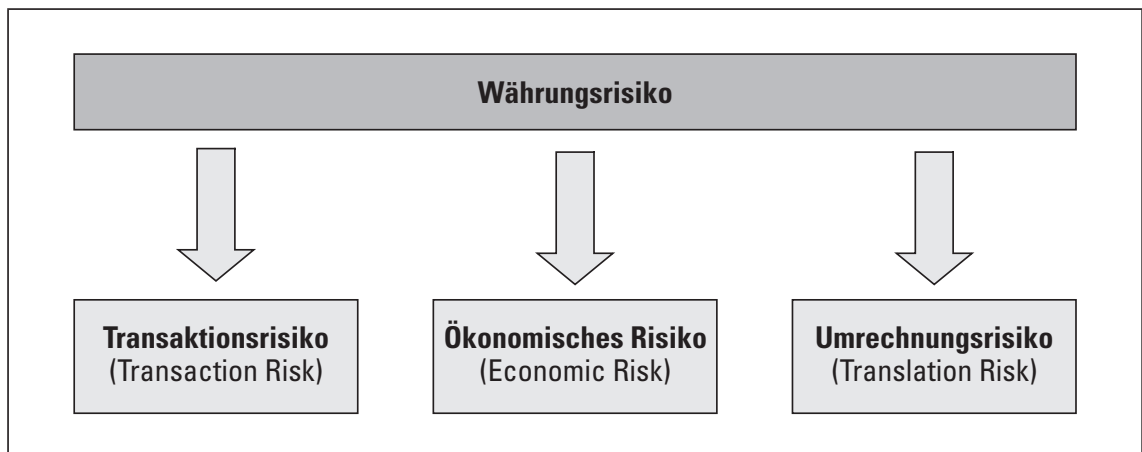 Währungsrisiko
Transaktionsrisiko
(Transaction Risk)
Ökonomisches Risiko
(Economic Risk)
Umrechnungsrisiko
(Translation Risk)